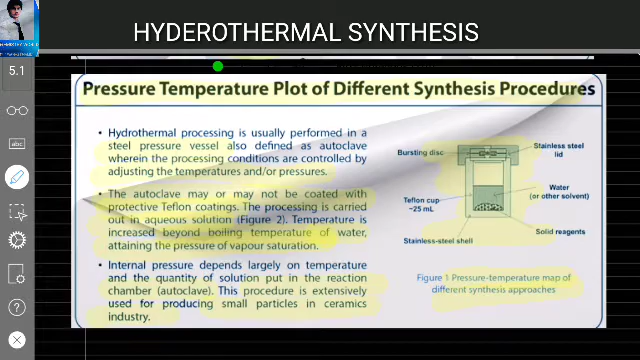 HYDEROTHERMAL SYNTHESIS
5.1
abc
Pressure Temperature Plot of Different Synthesis Procedures
• Hydrothermal processing is usually performed in a
steel pressure vessel also defined as autoclave
wherein the processing conditions are controlled by
adjusting the temperatures and/or pressures.
• The autoclave may or may not be coated with
protective Teflon coatings. The processing is carried
out in aqueous solution (Figure 2). Temperature is
increased beyond boiling temperature of water,
attaining the pressure of vapour saturation.
• Internal pressure depends largely on temperature
and the quantity of solution put in the reaction
chamber (autoclave). This procedure is extensively
used for producing small particles in ceramics
industry.
Bursting disc
Stainless steel
lid
Water
(or other solvent)
Teflon cup
~25 mL
Solid reagents
Stainless-steel shell
Figure 1 Pressure-temperature map of
different synthesis approaches